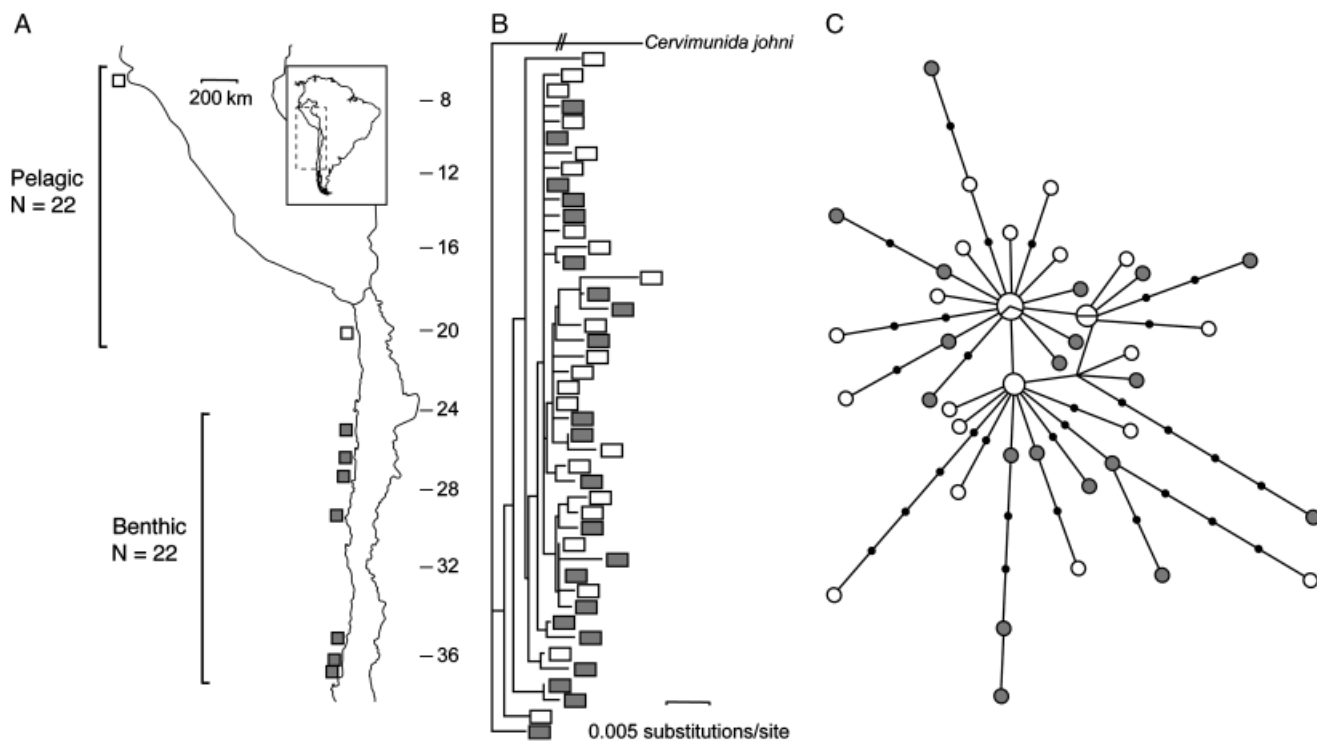 A
B
C
Cervimunida johni
200 km
Pelagic
N = 22
– 8
– 12
– 16
– 20
– 24
– 28
– 32
– 36
Benthic
N = 22
0.005 substitutions/site